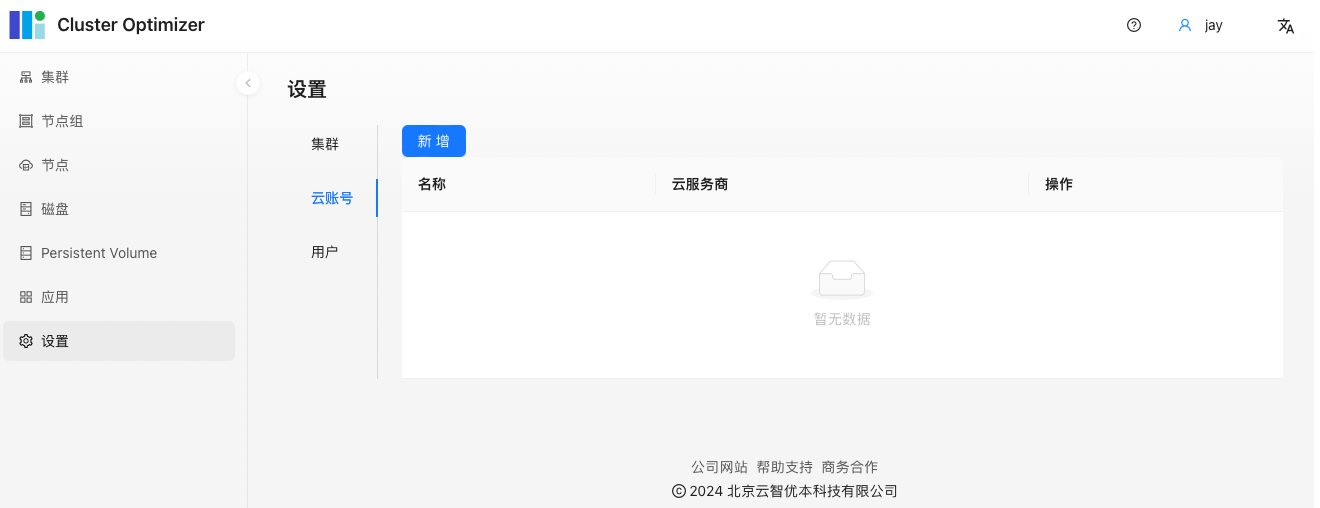 Cluster Optimizer
jay
集群
节点组
节点
磁盘
Persistent Volume
应用
设置
设置
集群
云账号
用户
新 增
名称 云服务商 操作
暂无数据
公司网站 帮助支持 商务合作
© 2024 北京云智优本科技有限公司